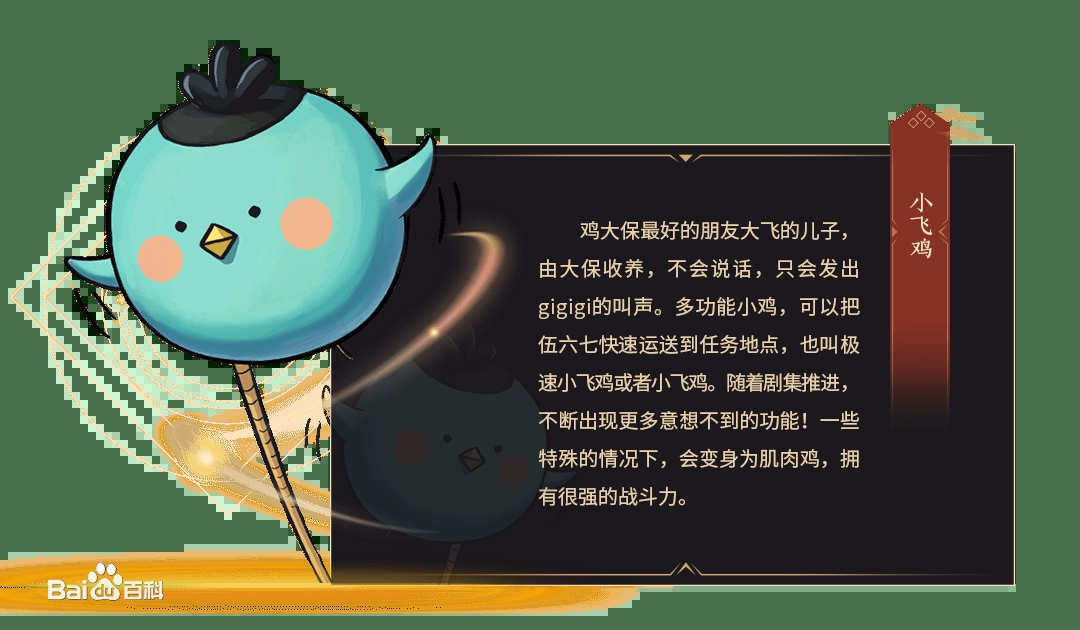 小飞鸡
鸡大保最好的朋友大飞的儿子，
由大保收养，不会说话，只会发出
gigigi的叫声。多功能小鸡，可以把
伍六七快速运送到任务地点，也叫极
速小飞鸡或者小飞鸡。随着剧集推进，
不断出现更多意想不到的功能！一些
特殊的情况下，会变身为肌肉鸡，拥
有很强的战斗力。
Bai du 百科